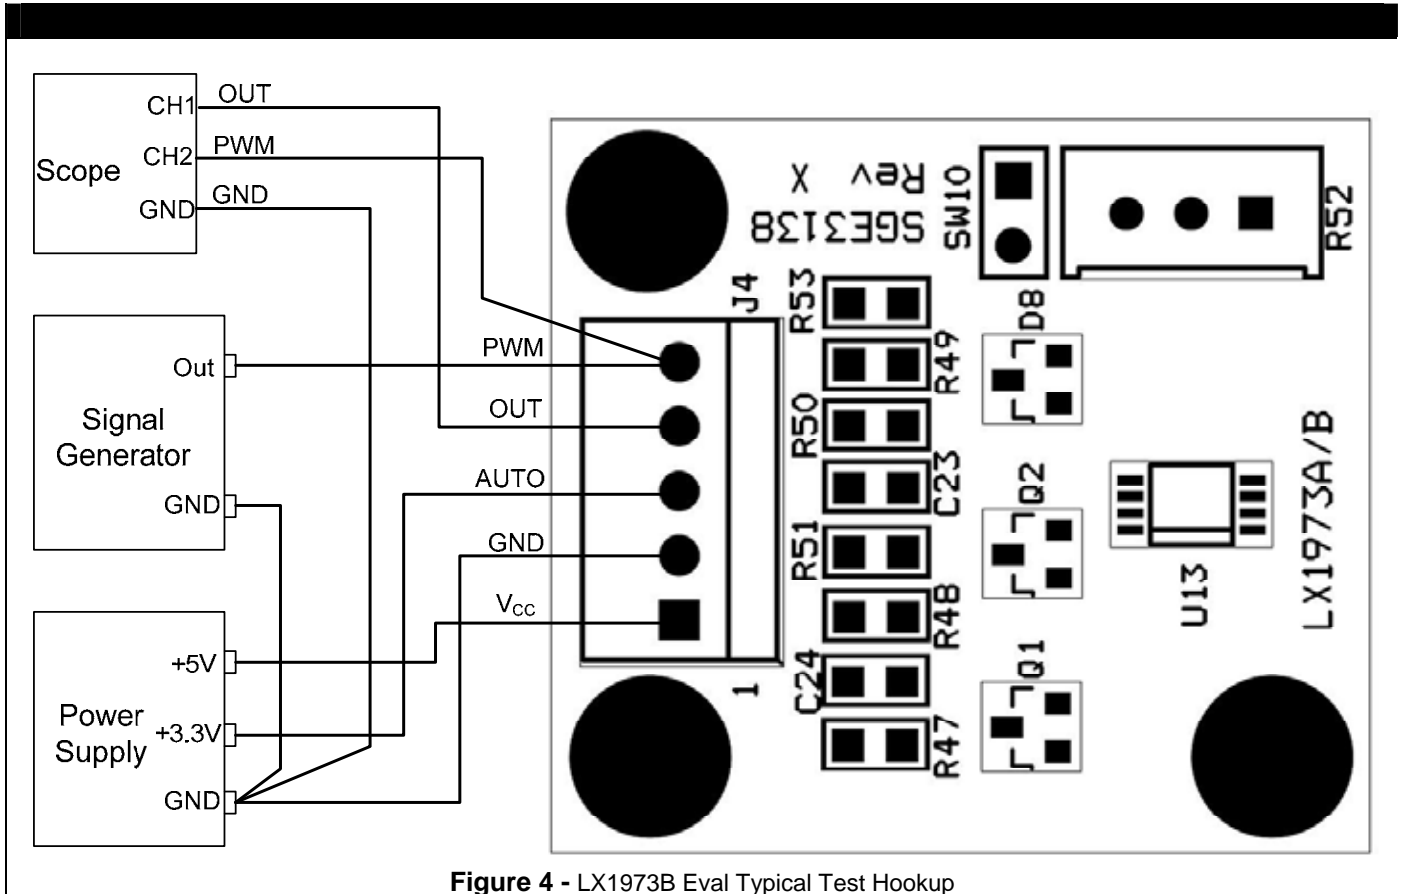 Scope
CH1
CH2
GND
OUT
PWM
GND
Signal
Generator
Out
GND
Power
Supply
+5V
+3.3V
GND
PWM
OUT
AUTO
GND
VCC
J4
1
Rev X
SGE3138
SW10
R52
R53
R49
R50
C23
R51
R48
C24
R47
D8
Q2
Q1
U13
LX1973A/B
Figure 4 - LX1973B Eval Typical Test Hookup